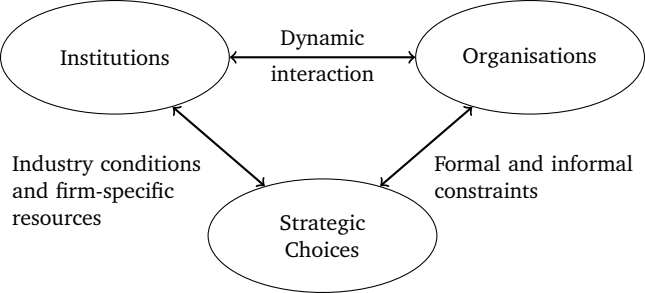 Institutions
Dynamic
interaction
Organisations
Industry conditions
and firm-specific
resources
Formal and informal
constraints
Strategic
Choices